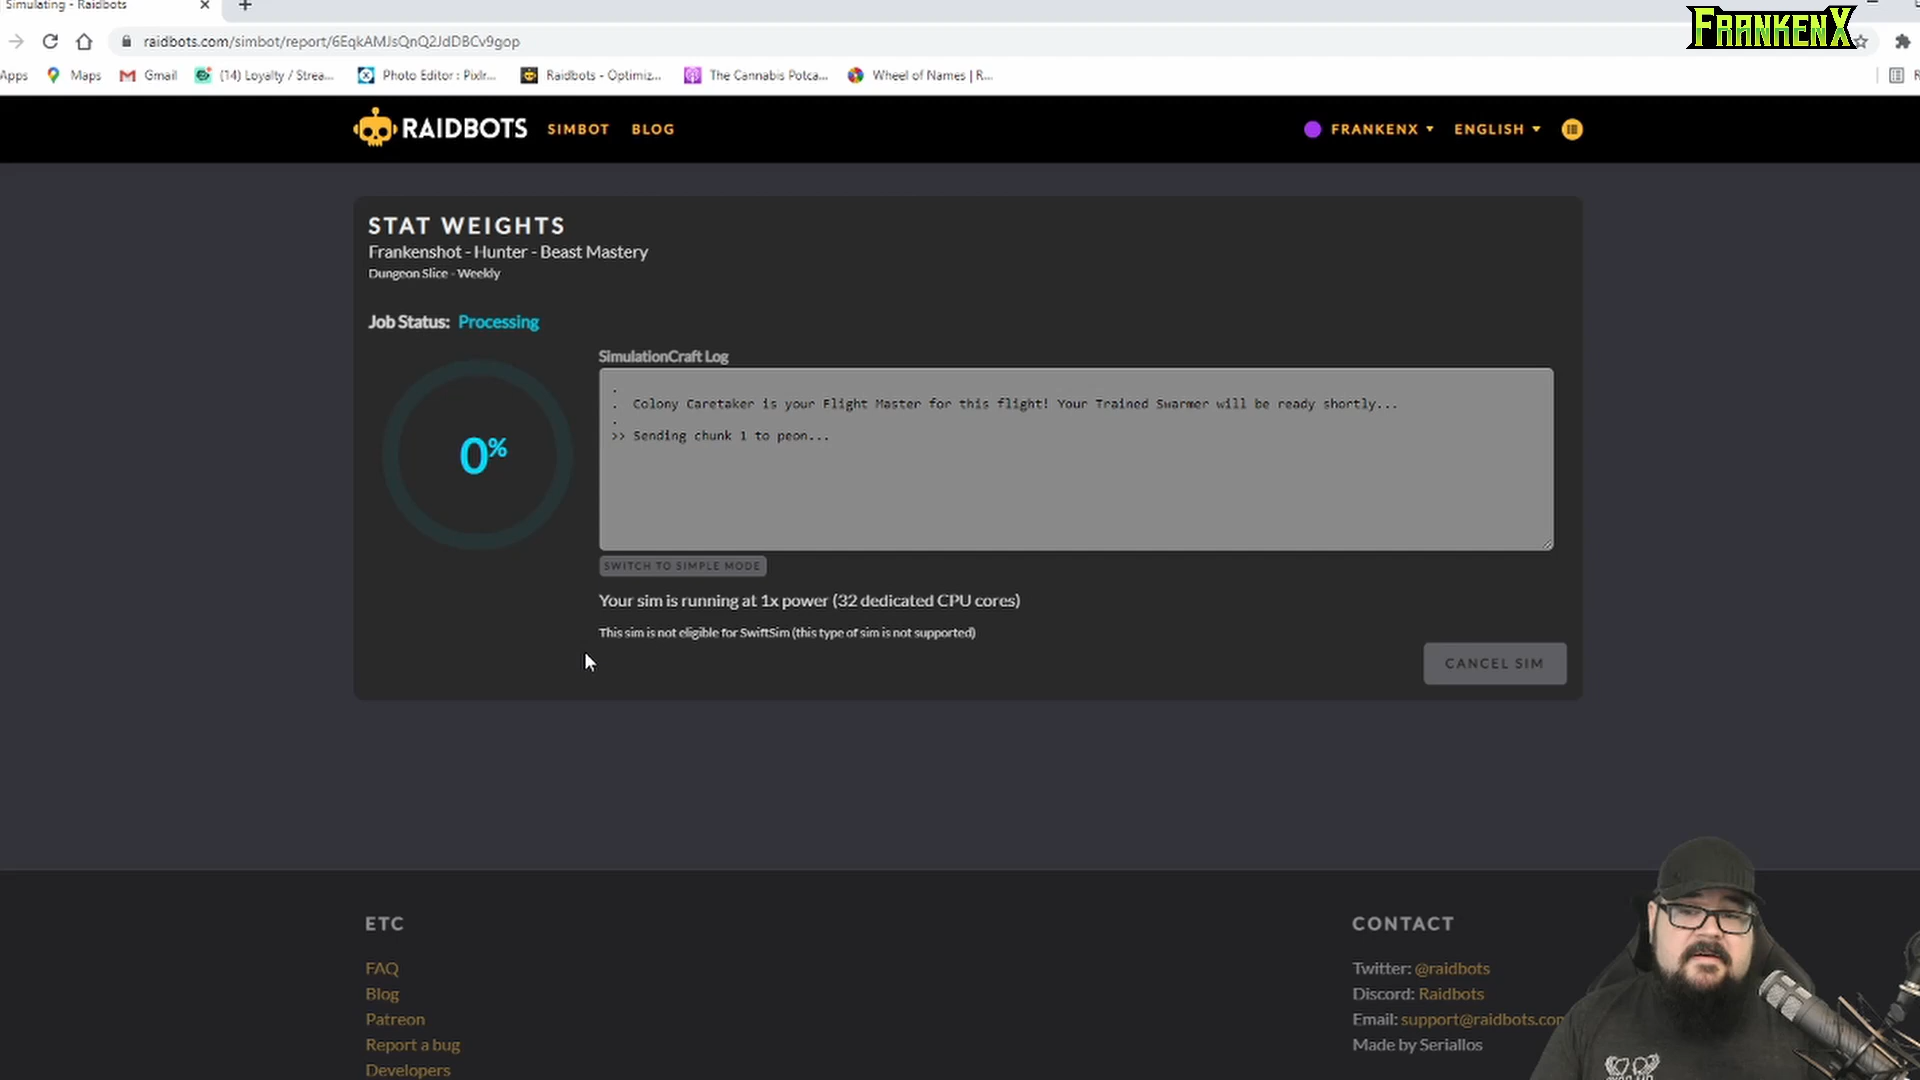 Simulating - Raidbots
FRANKENX
raidbots.com/simbot/report/6EqkAMJsQnQ2JdDBCv9gop
Apps Maps Gmail (14) Loyalty / Strea... Photo Editor : Pixlr... Raidbots - Optimiz... The Cannabis Potca... Wheel of Names | R...
RAIDBOTS SIMBOT BLOG FRANKENX ENGLISH
STAT WEIGHTS
Frankenshot - Hunter - Beast Mastery
Dungeon Slice - Weekly
Job Status: Processing
0%
SimulationCraft Log
.
. Colony Caretaker is your Flight Master for this flight! Your Trained Swarmer will be ready shortly...
.
>> Sending chunk 1 to peon...
SWITCH TO SIMPLE MODE
Your sim is running at 1x power (32 dedicated CPU cores)
This sim is not eligible for SwiftSim (this type of sim is not supported)
CANCEL SIM
ETC
FAQ
Blog
Patreon
Report a bug
Developers
CONTACT
Twitter: @raidbots
Discord: Raidbots
Email: support@raidbots.com
Made by Seriallos